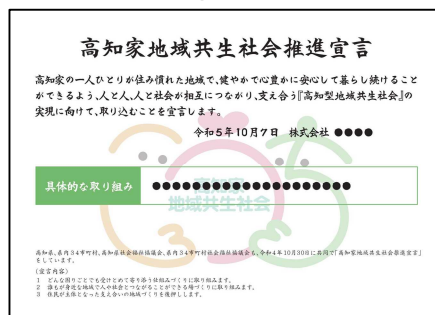 高知家地域共生社会推進宣言
高知家の一人ひとりが住み慣れた地域で、健やかで心豊かに安心して暮らし続けること
ができるよう、人と人、人と社会が相互につながり、支え合う『高知型地域共生社会』の
実現に向けて、取り込むことを宣言します。
令和5年10月7日 株式会社 ●●●●
具体的な取り組み ●●●●●●●●●●●●●●●●●●●●
高知家
地域共生社会
高知県、県内34市町村、高知県社会福祉協議会、県内34市町村社会福祉協議会も、令和4年10月30日に共同で「高知家地域共生社会推進宣言」
をしています。
（宣言内容）
1 どんな困りごとでも受けとめて寄り添う仕組みづくりに取り組みます。
2 誰もが身近な地域で人や社会とつながることができる場づくりに取り組みます。
3 住民が主体となった支え合いの地域づくりを後押しします。